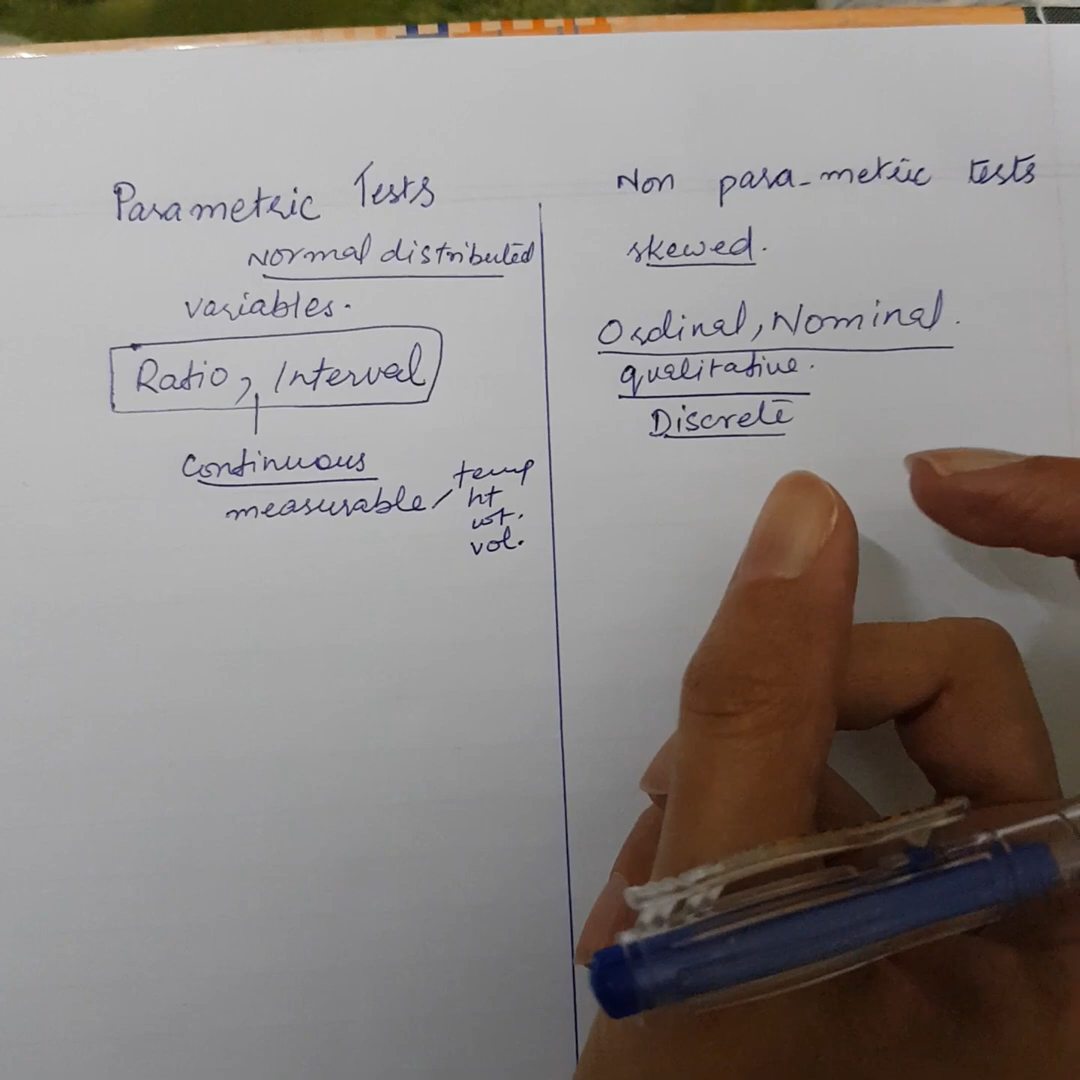 Parametric Tests
Normal distributed
variables.
Ratio, Interval
Continuous
measurable/ temp
ht
wt.
vol.
Non para-metric tests
skewed.
Ordinal, Nominal.
qualitative.
Discrete